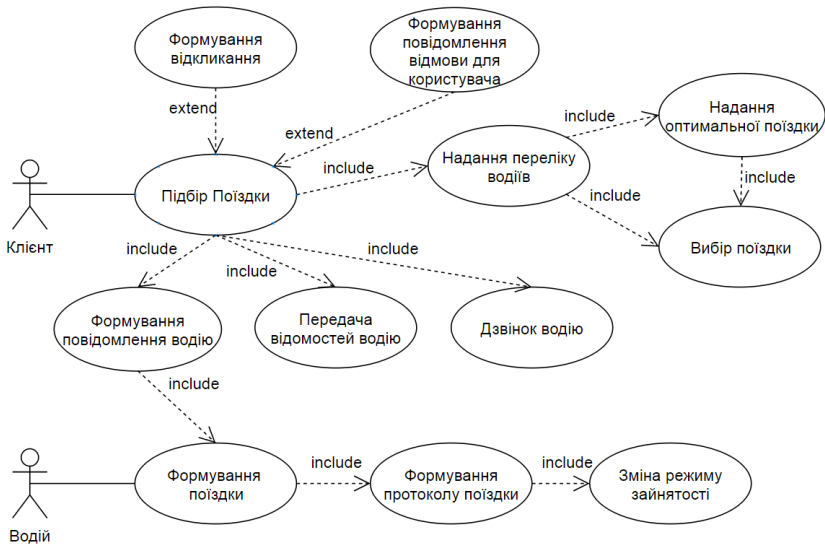 Формування
відкликання
Формування
повідомлення
відмови для
користувача
extend
extend
Надання
оптимальної поїздки
include
include
Надання переліку
водіїв
include
include
Підбір Поїздки
Клієнт
Вибір поїздки
include
include
include
Формування
повідомлення водію
Передача
відомостей водію
Дзвінок водію
include
Формування
поїздки
include
Формування
протоколу поїздки
include
Зміна режиму
зайнятості
Водій